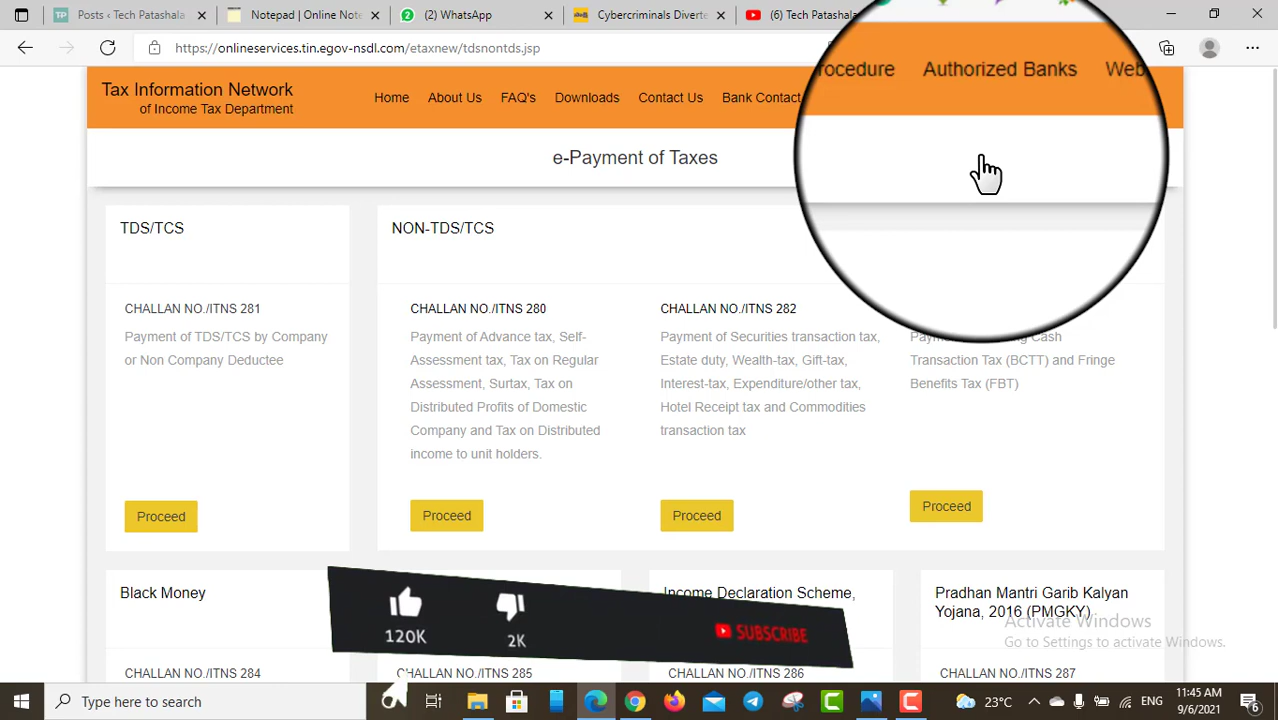 Posts ‹ Tech Patashala
Notepad | Online Note
(2) WhatsApp
Cybercriminals Diverte
(6) Tech Patashala
https://onlineservices.tin.egov-nsdl.com/etaxnew/tdsnontds.jsp
Tax Information Network
of Income Tax Department
Home About Us FAQ's Downloads Contact Us Bank Contact
rocedure Authorized Banks Web
e-Payment of Taxes
TDS/TCS
NON-TDS/TCS
CHALLAN NO./ITNS 281
Payment of TDS/TCS by Company
or Non Company Deductee
Proceed
CHALLAN NO./ITNS 280
Payment of Advance tax, Self-
Assessment tax, Tax on Regular
Assessment, Surtax, Tax on
Distributed Profits of Domestic
Company and Tax on Distributed
income to unit holders.
Proceed
CHALLAN NO./ITNS 282
Payment of Securities transaction tax,
Estate duty, Wealth-tax, Gift-tax,
Interest-tax, Expenditure/other tax,
Hotel Receipt tax and Commodities
transaction tax
Proceed
Cash
Transaction Tax (BCTT) and Fringe
Benefits Tax (FBT)
Proceed
Black Money
Income Declaration Scheme,
Pradhan Mantri Garib Kalyan
Yojana, 2016 (PMGKY)
CHALLAN NO./ITNS 284
CHALLAN NO./ITNS 285
CHALLAN NO./ITNS 286
CHALLAN NO./ITNS 287
120K
2K
SUBSCRIBE
Activate Windows
Go to Settings to activate Windows.
Type here to search
23°C
ENG
11:45 AM
9/6/2021
6